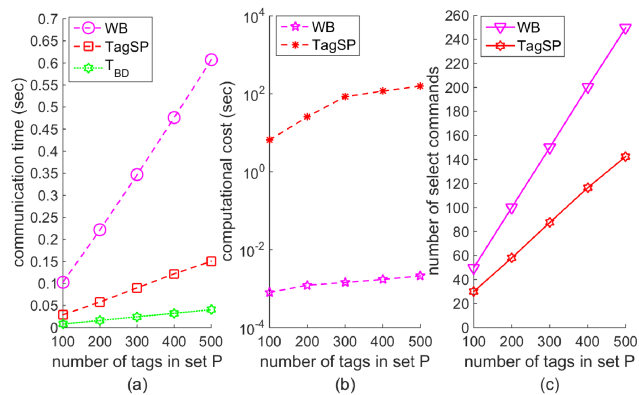 communication time (sec)
0.7
0.65
0.6
0.55
0.5
0.45
0.4
0.35
0.3
0.25
0.2
0.15
0.1
0.05
0
WB
TagSP
T_BD
100 200 300 400 500
number of tags in set P
(a)
computational cost (sec)
10^4
10^2
10^0
10^-2
10^-4
WB
TagSP
100 200 300 400 500
number of tags in set P
(b)
number of select commands
260
240
220
200
180
160
140
120
100
80
60
40
20
0
WB
TagSP
100 200 300 400 500
number of tags in set P
(c)